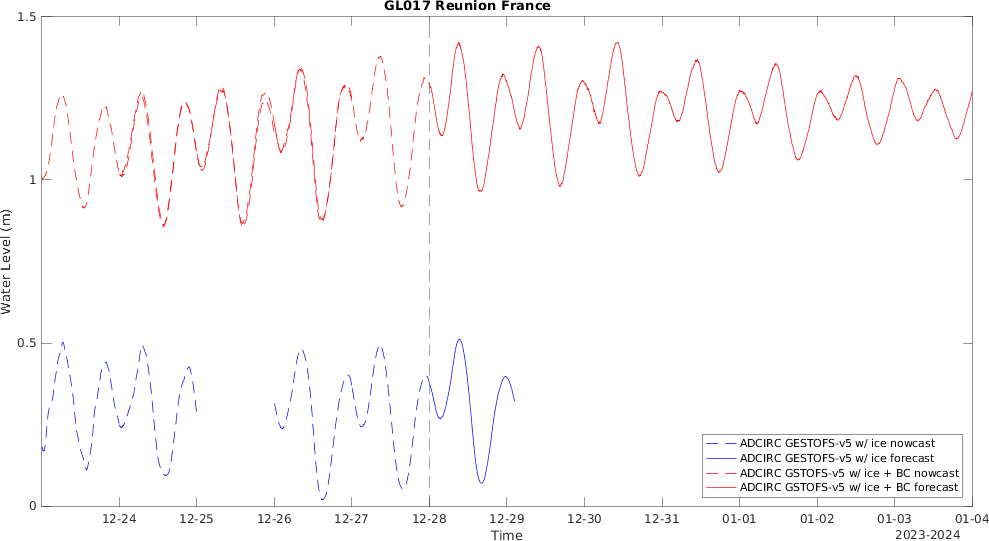 GL017 Reunion France
1.5
1
0.5
0
Water Level (m)
ADCIRC GESTOFS-v5 w/ ice nowcast
ADCIRC GESTOFS-v5 w/ ice forecast
ADCIRC GSTOFS-v5 w/ ice + BC nowcast
ADCIRC GSTOFS-v5 w/ ice + BC forecast
12-24 12-25 12-26 12-27 12-28 12-29 12-30 12-31 01-01 01-02 01-03 01-04
Time
2023-2024